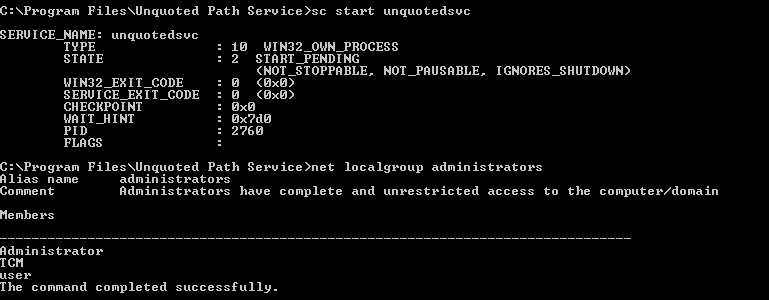 C:\Program Files\Unquoted Path Service>sc start unquotedsvc
SERVICE_NAME: unquotedsvc
TYPE : 10 WIN32_OWN_PROCESS
STATE : 2 START_PENDING
(NOT_STOPPABLE, NOT_PAUSABLE, IGNORES_SHUTDOWN)
WIN32_EXIT_CODE : 0 (0x0)
SERVICE_EXIT_CODE : 0 (0x0)
CHECKPOINT : 0x0
WAIT_HINT : 0x7d0
PID : 2760
FLAGS :
C:\Program Files\Unquoted Path Service>net localgroup administrators
Alias name administrators
Comment Administrators have complete and unrestricted access to the computer/domain
Members
-------------------------------------------------------------------------------
Administrator
TCM
user
The command completed successfully.